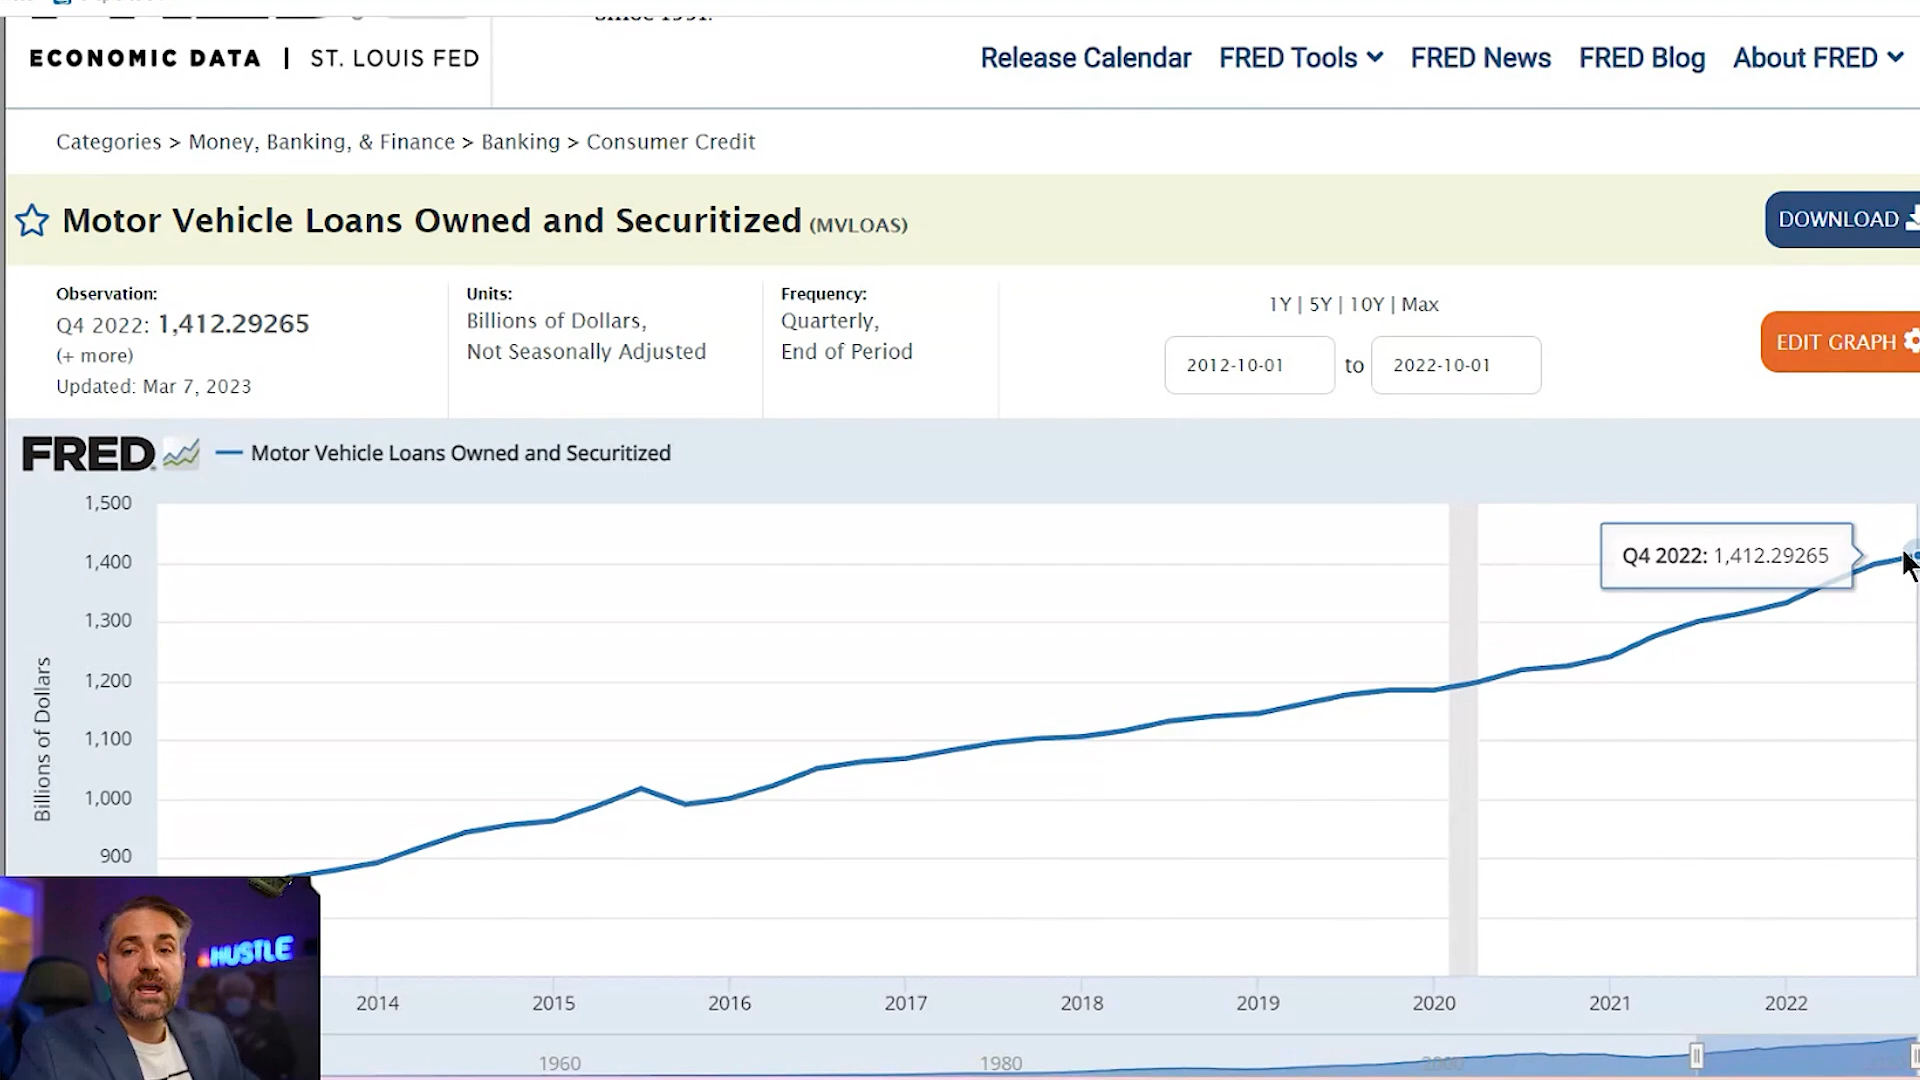 Since 1991.
ECONOMIC DATA | ST. LOUIS FED
Release Calendar FRED Tools FRED News FRED Blog About FRED
Categories > Money, Banking, & Finance > Banking > Consumer Credit
Motor Vehicle Loans Owned and Securitized (MVLOAS)
DOWNLOAD
Observation:
Q4 2022: 1,412.29265
(+ more)
Updated: Mar 7, 2023
Units:
Billions of Dollars,
Not Seasonally Adjusted
Frequency:
Quarterly,
End of Period
1Y | 5Y | 10Y | Max
2012-10-01 to 2022-10-01
EDIT GRAPH
FRED
Motor Vehicle Loans Owned and Securitized
1,500
1,400
1,300
1,200
1,100
1,000
900
Billions of Dollars
Q4 2022: 1,412.29265
2014 2015 2016 2017 2018 2019 2020 2021 2022
1960 1980 2000
HUSTLE